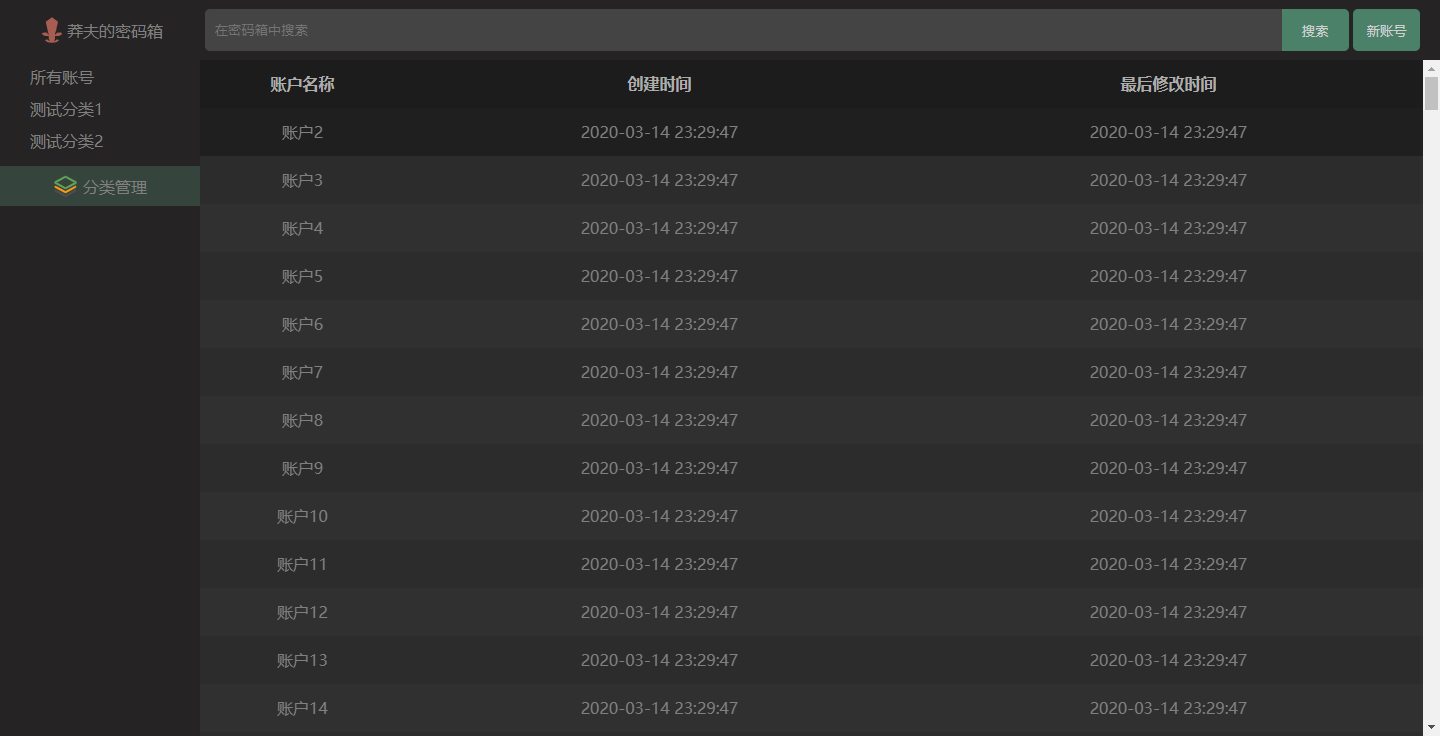 莽夫的密码箱
在密码箱中搜索
搜索
新账号
所有账号
测试分类1
测试分类2
分类管理
账户名称 创建时间 最后修改时间
账户2 2020-03-14 23:29:47 2020-03-14 23:29:47
账户3 2020-03-14 23:29:47 2020-03-14 23:29:47
账户4 2020-03-14 23:29:47 2020-03-14 23:29:47
账户5 2020-03-14 23:29:47 2020-03-14 23:29:47
账户6 2020-03-14 23:29:47 2020-03-14 23:29:47
账户7 2020-03-14 23:29:47 2020-03-14 23:29:47
账户8 2020-03-14 23:29:47 2020-03-14 23:29:47
账户9 2020-03-14 23:29:47 2020-03-14 23:29:47
账户10 2020-03-14 23:29:47 2020-03-14 23:29:47
账户11 2020-03-14 23:29:47 2020-03-14 23:29:47
账户12 2020-03-14 23:29:47 2020-03-14 23:29:47
账户13 2020-03-14 23:29:47 2020-03-14 23:29:47
账户14 2020-03-14 23:29:47 2020-03-14 23:29:47